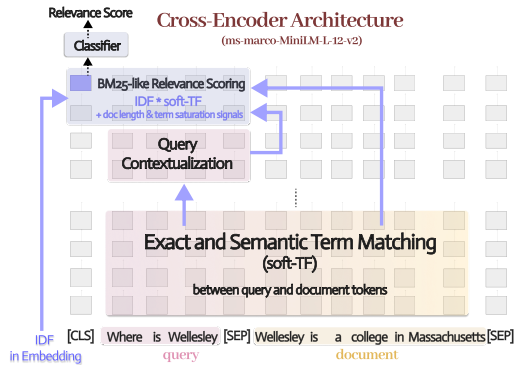 Relevance Score
Cross-Encoder Architecture
(ms-marco-MiniLM-L-12-v2)
Classifier
BM25-like Relevance Scoring
IDF * soft-TF
+ doc length & term saturation signals
Query
Contextualization
Exact and Semantic Term Matching
(soft-TF)
between query and document tokens
IDF
in Embedding
[CLS] Where is Wellesley [SEP] Wellesley is a college in Massachusetts [SEP]
query document